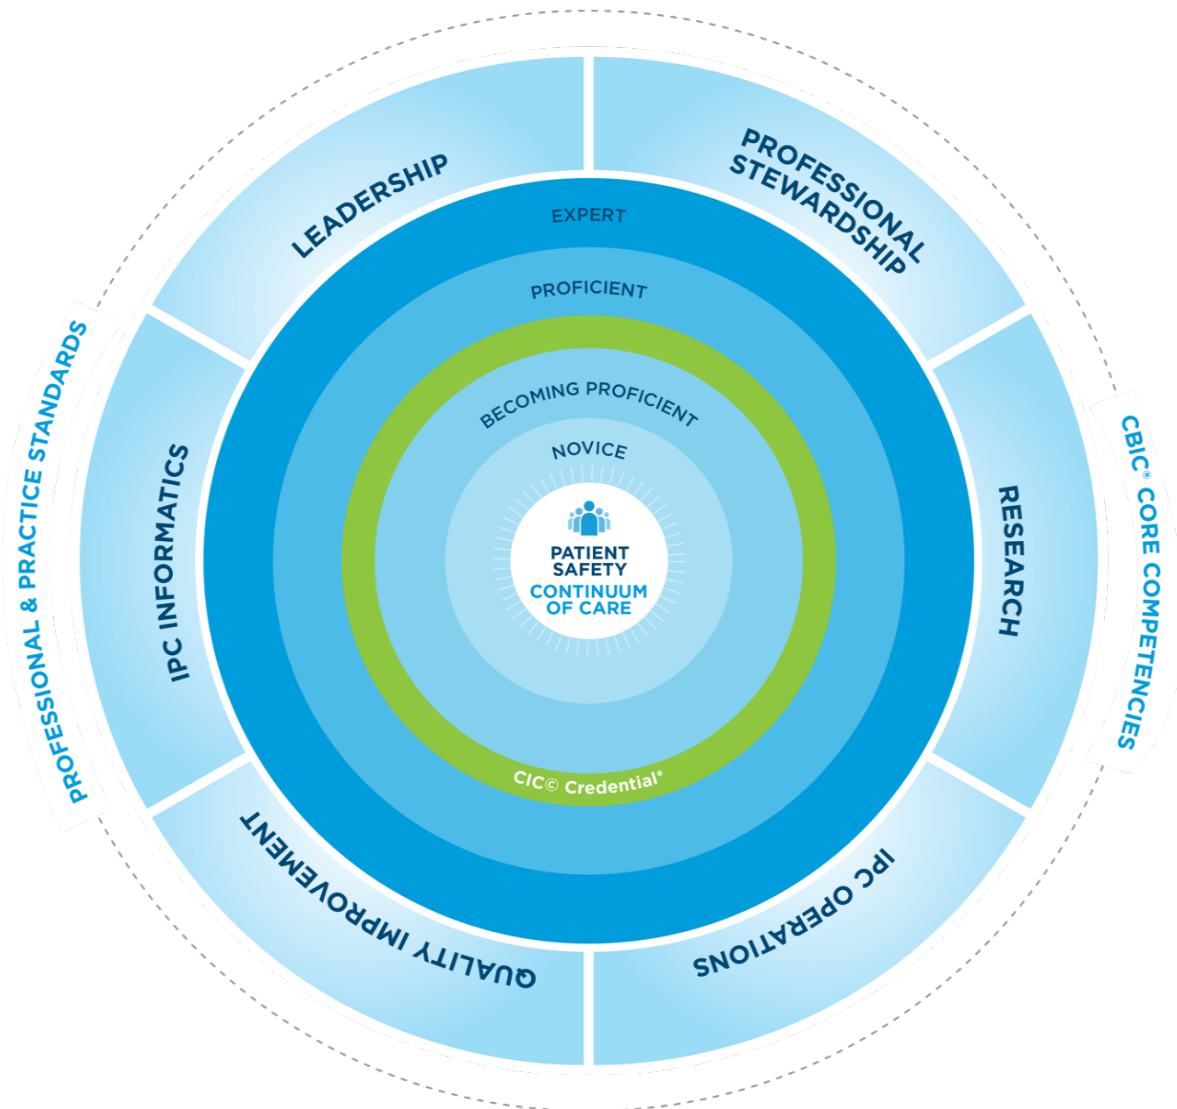 LEADERSHIP
PROFESSIONAL
STEWARDSHIP
EXPERT
PROFICIENT
BECOMING PROFICIENT
NOVICE
PATIENT
SAFETY
CONTINUUM
OF CARE
CIC© Credential*
PROFESSIONAL & PRACTICE STANDARDS
IPC INFORMATICS
RESEARCH
CBIC® CORE COMPETENCIES
QUALITY IMPROVEMENT
IPC OPERATIONS